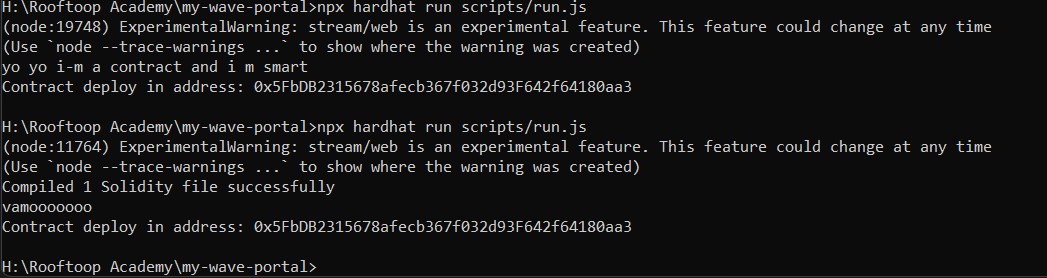 H:\Rooftoop Academy\my-wave-portal>npx hardhat run scripts/run.js
(node:19748) ExperimentalWarning: stream/web is an experimental feature. This feature could change at any time
(Use `node --trace-warnings ...` to show where the warning was created)
yo yo i-m a contract and i m smart
Contract deploy in address: 0x5FbDB2315678afecb367f032d93F642f64180aa3
H:\Rooftoop Academy\my-wave-portal>npx hardhat run scripts/run.js
(node:11764) ExperimentalWarning: stream/web is an experimental feature. This feature could change at any time
(Use `node --trace-warnings ...` to show where the warning was created)
Compiled 1 Solidity file successfully
vamooooooo
Contract deploy in address: 0x5FbDB2315678afecb367f032d93F642f64180aa3
H:\Rooftoop Academy\my-wave-portal>